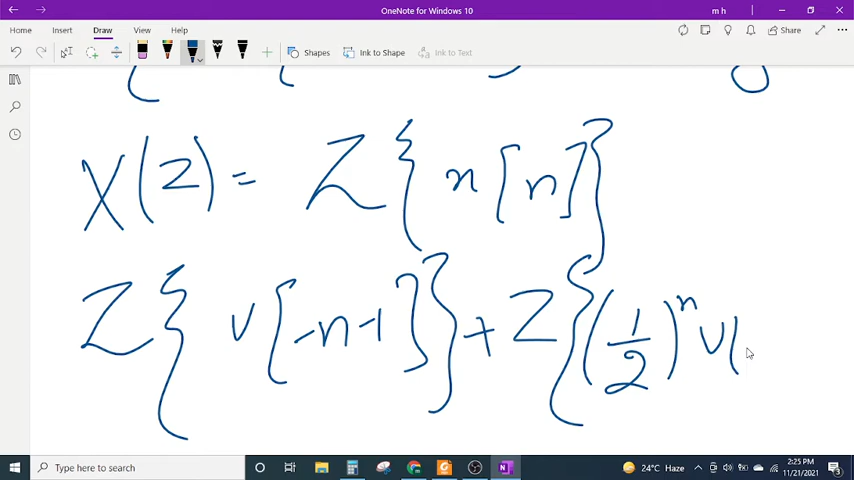 OneNote for Windows 10
m h
Home Insert Draw View Help
Share
Shapes Ink to Shape Ink to Text
X(z) = Z{x[n]}
Z{u[-n-1]} + Z{(1/2)^n u(
Type here to search
24°C Haze
2:25 PM
11/21/2021
3